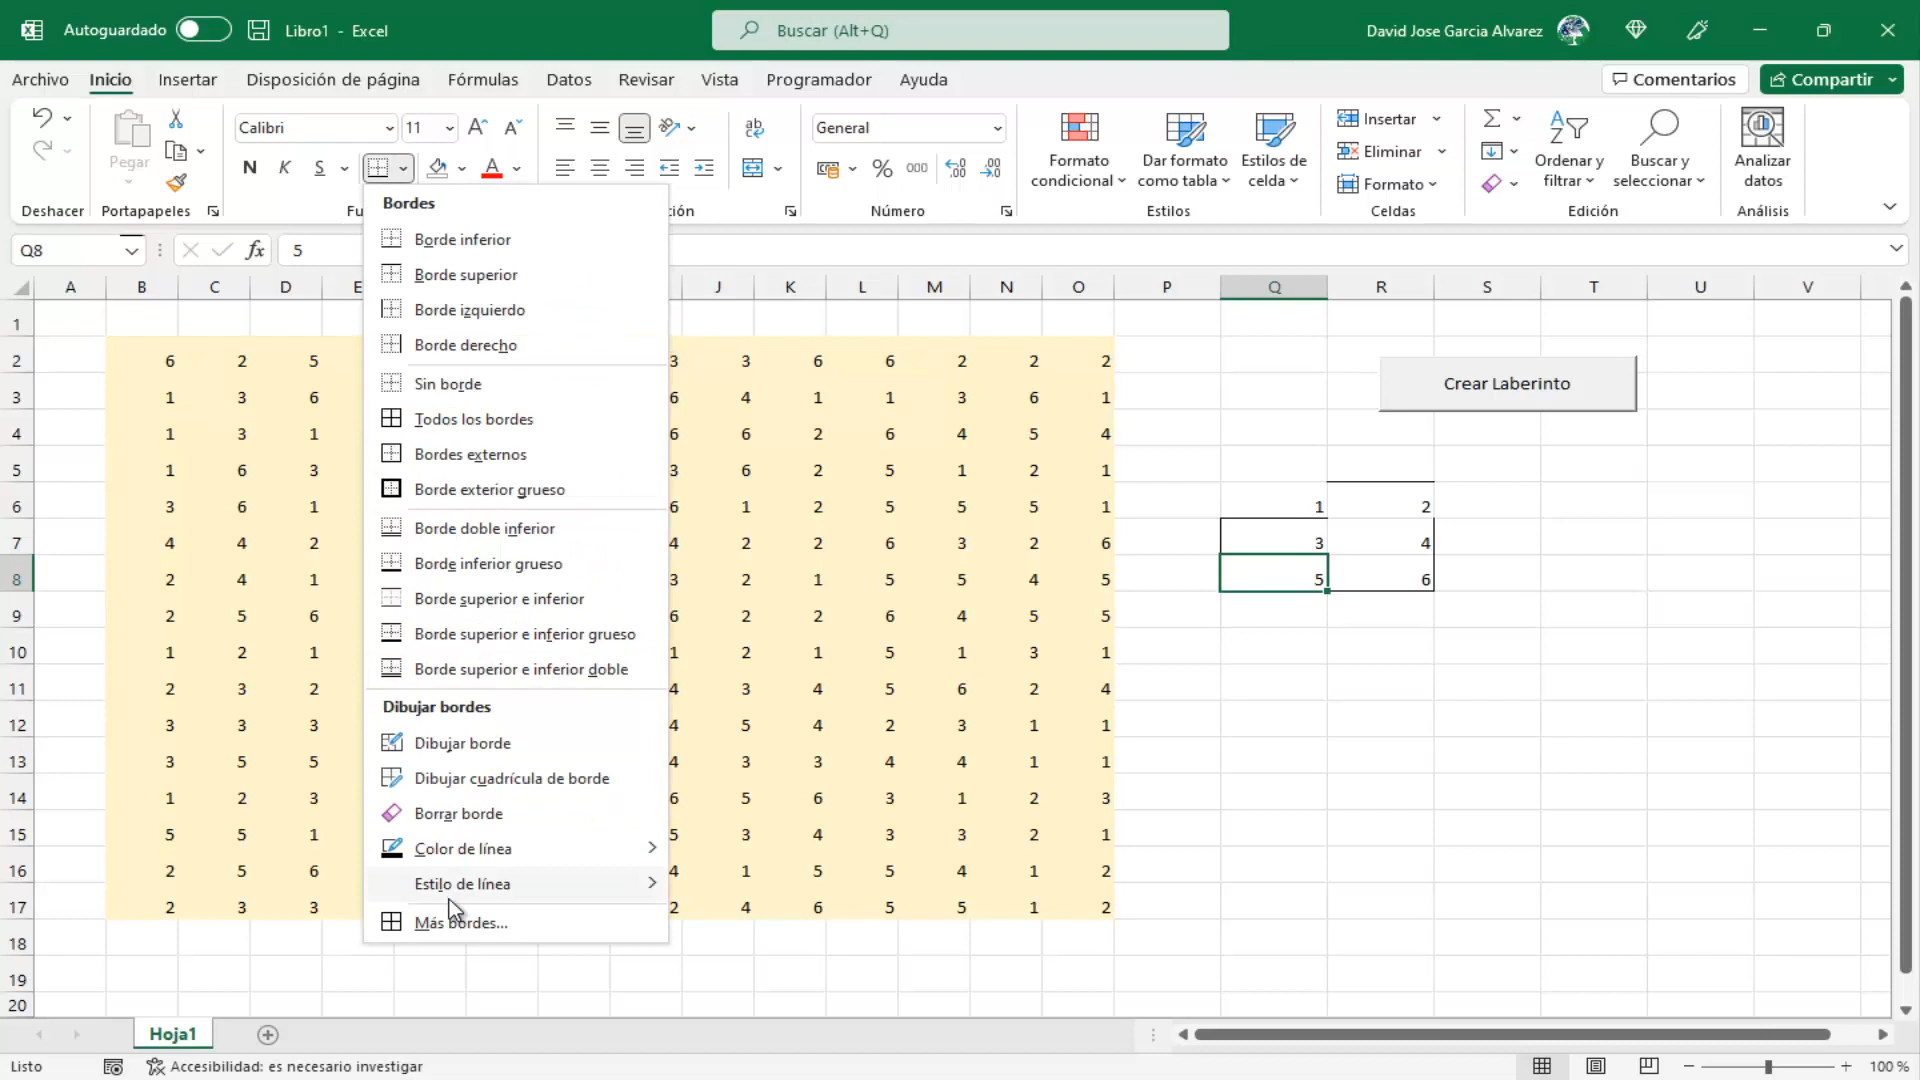 Autoguardado Libro1 - Excel Buscar (Alt+Q) David Jose Garcia Alvarez
Archivo Inicio Insertar Disposición de página Fórmulas Datos Revisar Vista Programador Ayuda Comentarios Compartir
Pegar Calibri 11 General Formato condicional Dar formato como tabla Estilos de celda Insertar Eliminar Formato Ordenar y filtrar Buscar y seleccionar Analizar datos
N K S A ab % 000
Deshacer Portapapeles Fu ión Número Estilos Celdas Edición Análisis
Q8 fx 5
A B C D E J K L M N O P Q R S T U V
Bordes
Borde inferior
Borde superior
Borde izquierdo
Borde derecho
Sin borde
Todos los bordes
Bordes externos
Borde exterior grueso
Borde doble inferior
Borde inferior grueso
Borde superior e inferior
Borde superior e inferior grueso
Borde superior e inferior doble
Dibujar bordes
Dibujar borde
Dibujar cuadrícula de borde
Borrar borde
Color de línea
Estilo de línea
Más bordes...
1
2 6 2 5 3 3 6 6 2 2 2 Crear Laberinto
3 1 3 6 6 4 1 1 3 6 1
4 1 3 1 6 6 2 6 4 5 4
5 1 6 3 3 6 2 5 1 2 1
6 3 6 1 6 1 2 5 5 5 1 1 2
7 4 4 2 4 2 2 6 3 2 6 3 4
8 2 4 1 3 2 1 5 5 4 5 5 6
9 2 5 6 6 2 2 6 4 5 5
10 1 2 1 1 2 1 5 1 3 1
11 2 3 2 4 3 4 5 6 2 4
12 3 3 3 4 5 4 2 3 1 1
13 3 5 5 4 3 3 4 4 1 1
14 1 2 3 6 5 6 3 1 2 3
15 5 5 1 5 3 4 3 3 2 1
16 2 5 6 4 1 5 5 4 1 2
17 2 3 3 2 4 6 5 5 1 2
18
19
20
Hoja1
Listo Accesibilidad: es necesario investigar 100 %